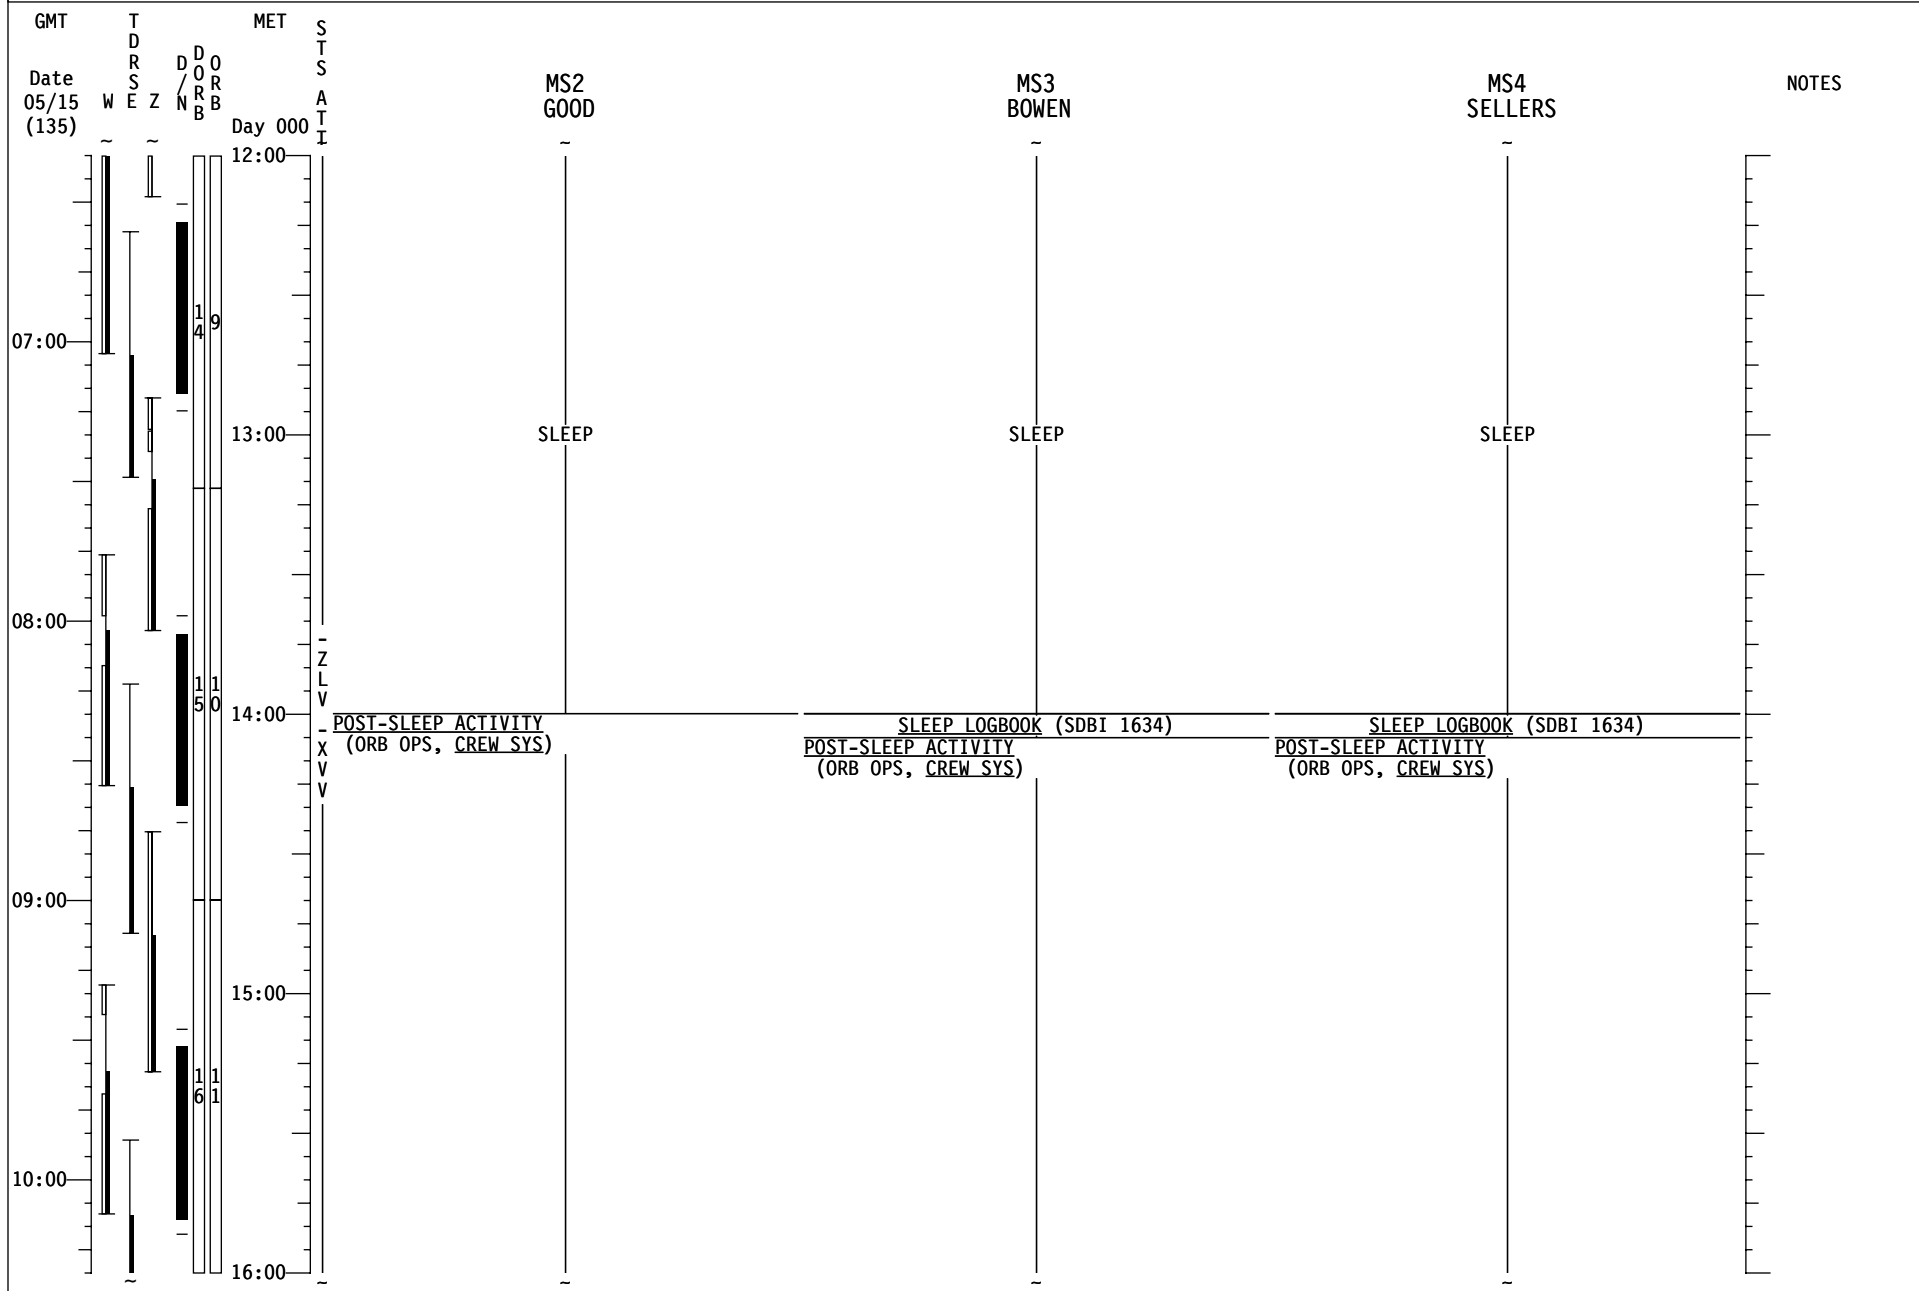 GMT
TDRS
MET
STS ATT
Date
05/15
(135)
W E Z
D/N
DORB
ORB
Day 000
MS2
GOOD
MS3
BOWEN
MS4
SELLERS
NOTES
~ ~ ~ ~ ~
12:00
14
9
07:00
13:00
SLEEP SLEEP SLEEP
08:00
-ZLV
15
10
14:00
-XVV
POST-SLEEP ACTIVITY
(ORB OPS, CREW SYS)
SLEEP LOGBOOK (SDBI 1634)
POST-SLEEP ACTIVITY
(ORB OPS, CREW SYS)
SLEEP LOGBOOK (SDBI 1634)
POST-SLEEP ACTIVITY
(ORB OPS, CREW SYS)
09:00
15:00
16
11
10:00
16:00
~ ~ ~ ~ ~